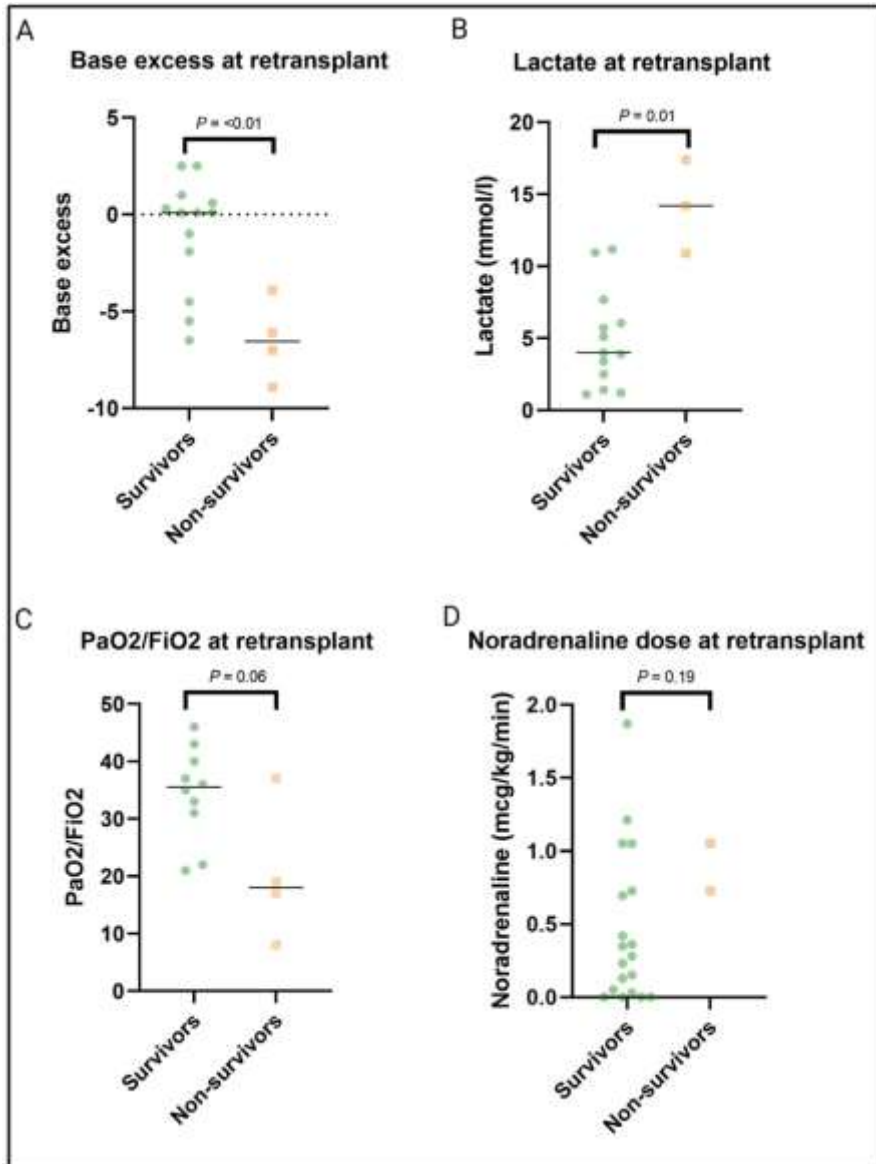 A
Base excess at retransplant
P = <0.01
5
0
-5
-10
Base excess
Survivors
Non-survivors
B
Lactate at retransplant
P = 0.01
20
15
10
5
0
Lactate (mmol/l)
Survivors
Non-survivors
C
PaO2/FiO2 at retransplant
P = 0.06
50
40
30
20
10
0
PaO2/FiO2
Survivors
Non-survivors
D
Noradrenaline dose at retransplant
P = 0.19
2.0
1.5
1.0
0.5
0.0
Noradrenaline (mcg/kg/min)
Survivors
Non-survivors